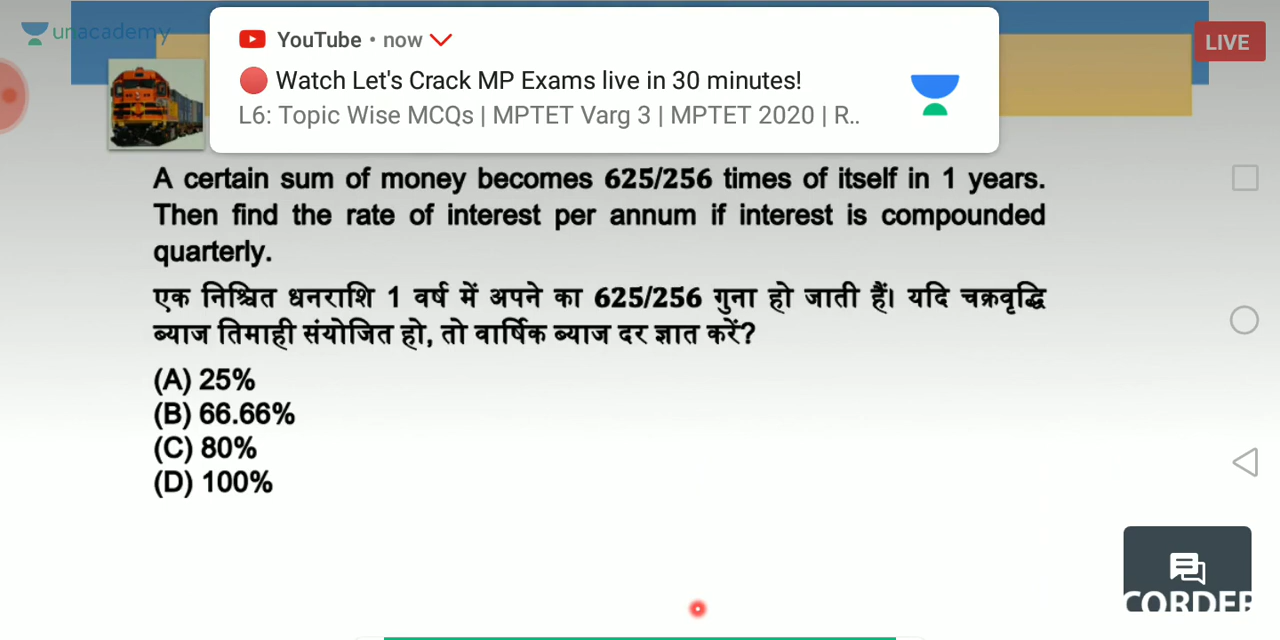 unacademy
YouTube • now
LIVE
Watch Let's Crack MP Exams live in 30 minutes!
L6: Topic Wise MCQs | MPTET Varg 3 | MPTET 2020 | R..
A certain sum of money becomes 625/256 times of itself in 1 years.
Then find the rate of interest per annum if interest is compounded
quarterly.
एक निश्चित धनराशि 1 वर्ष में अपने का 625/256 गुना हो जाती हैं। यदि चक्रवृद्धि
ब्याज तिमाही संयोजित हो, तो वार्षिक ब्याज दर ज्ञात करें?
(A) 25%
(B) 66.66%
(C) 80%
(D) 100%
CORDER